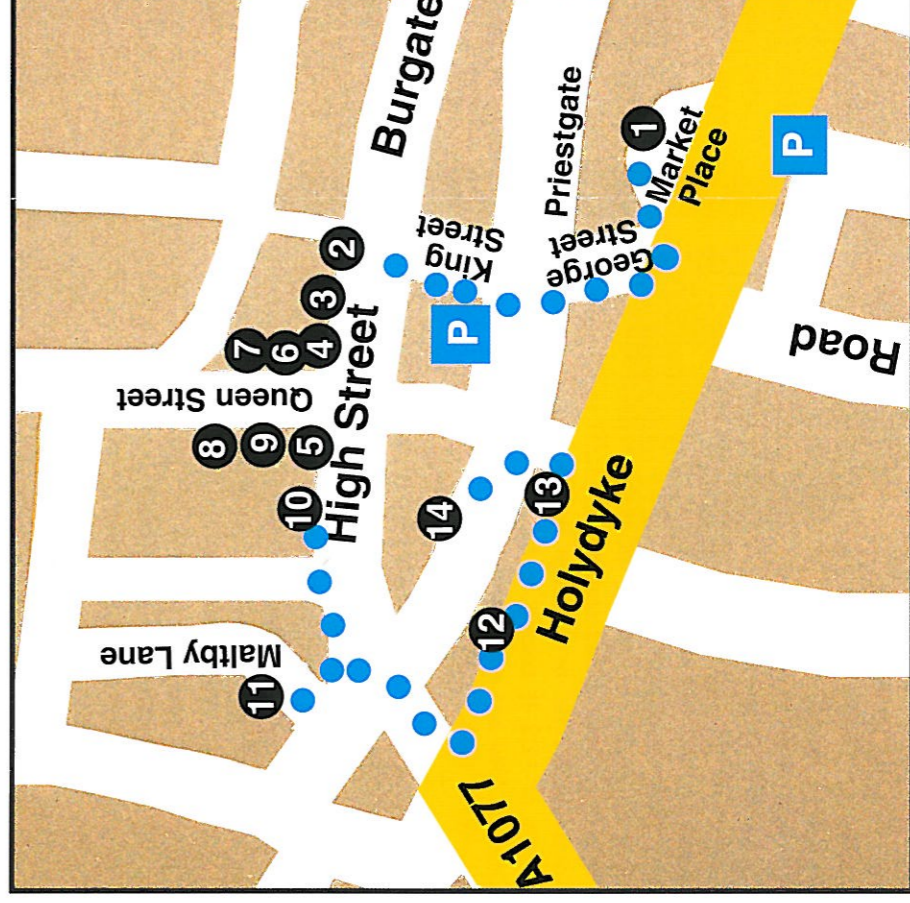 Burgate
Priestgate
1
Market
Place
P
King
Street
George
Street
2
3
4
6
7
P
High Street
Queen Street
5
9
8
10
Road
14
13
Holydyke
12
Maltby Lane
11
A1077